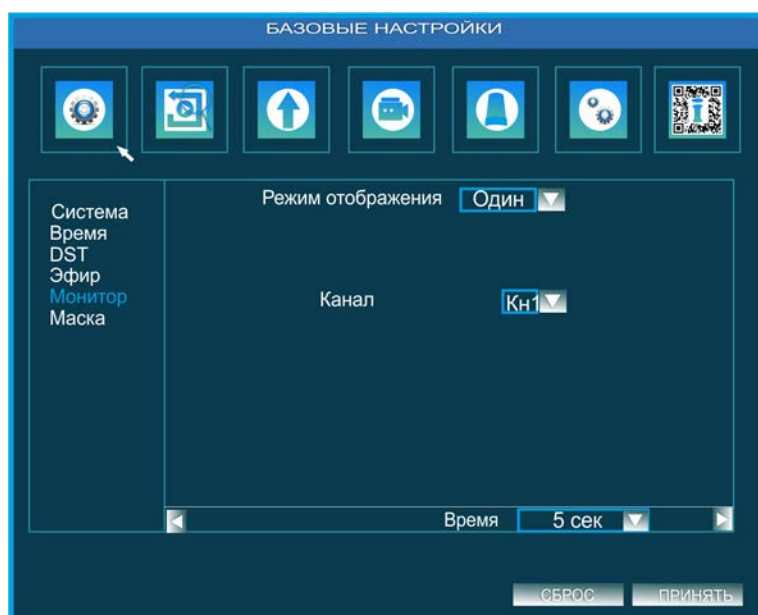 БАЗОВЫЕ НАСТРОЙКИ
Система
Время
DST
Эфир
Монитор
Маска
Режим отображения Один
Канал Кн1
Время 5 сек
СБРОС ПРИНЯТЬ